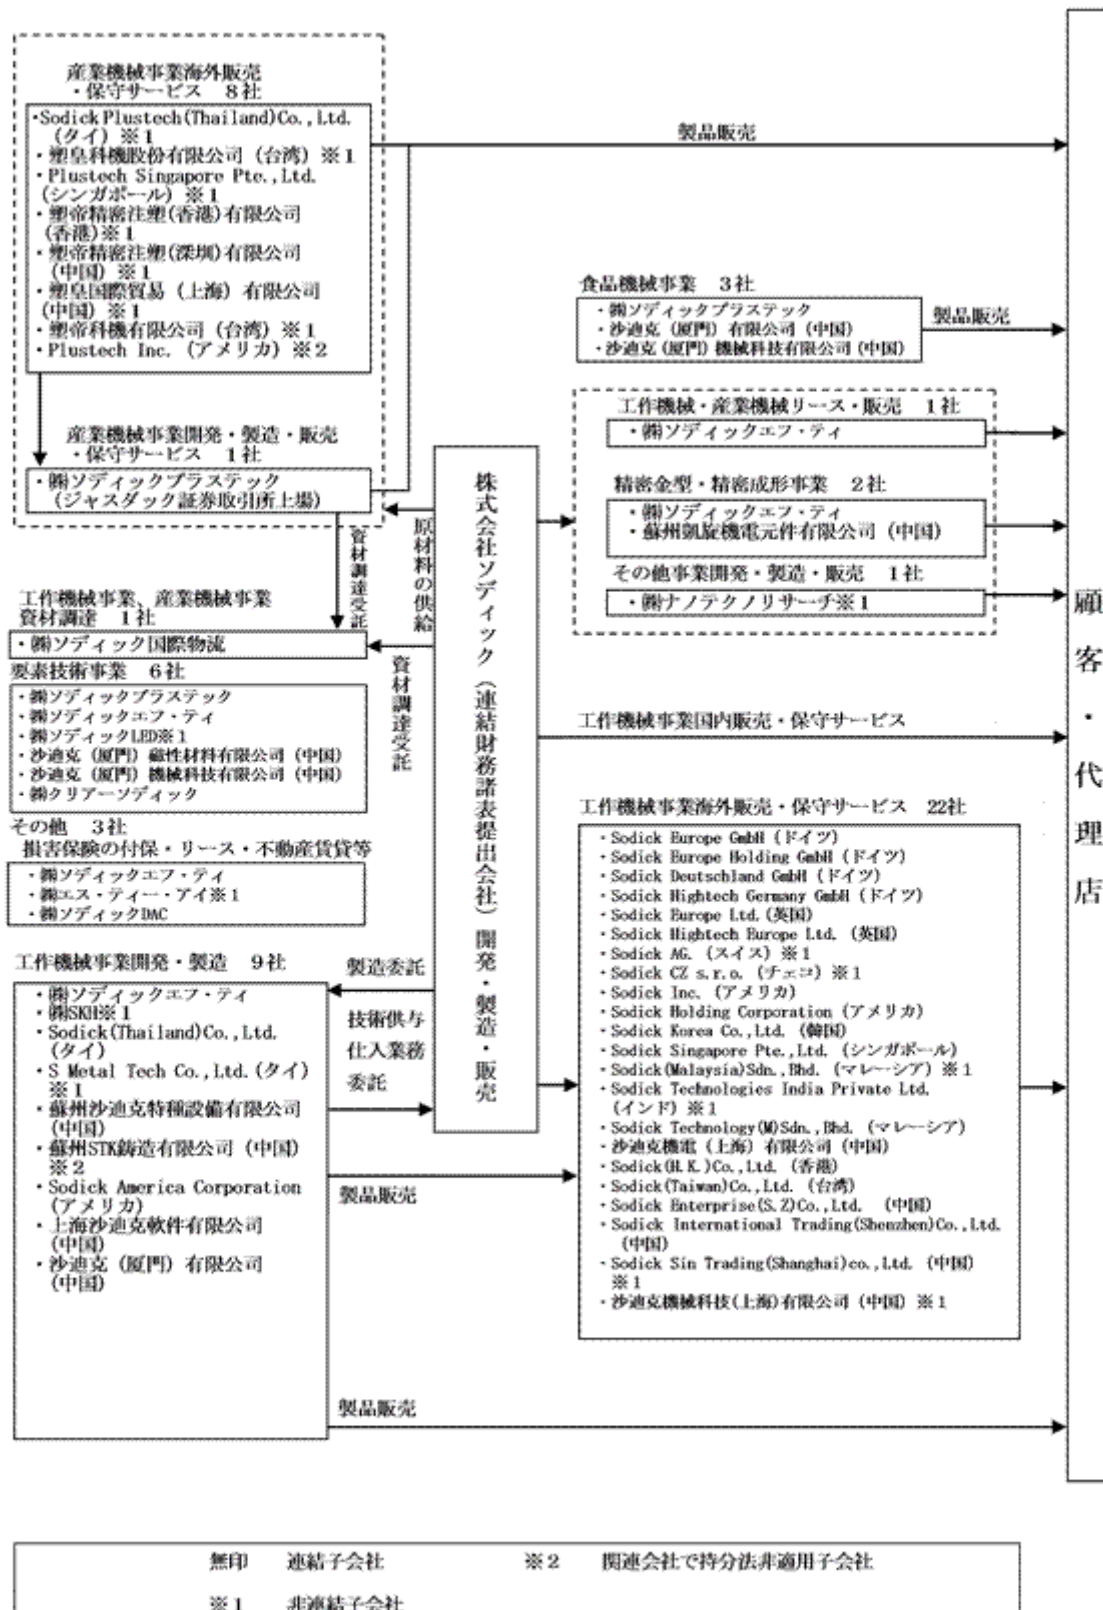 産業機械事業海外販売
・保守サービス 8社
・Sodick Plustech(Thailand)Co.,Ltd.
(タイ) ※1
・塑皇科機股份有限公司 (台湾) ※1
・Plustech Singapore Pte.,Ltd.
(シンガポール) ※1
・塑帝精密注塑(香港)有限公司
(香港)※1
・塑帝精密注塑(深圳)有限公司
(中国) ※1
・塑皇国際貿易 (上海) 有限公司
(中国) ※1
・塑帝科機有限公司 (台湾) ※1
・Plustech Inc. (アメリカ) ※2
産業機械事業開発・製造・販売
・保守サービス 1社
・㈱ソディックプラステック
(ジャスダック証券取引所上場)
資材調達受託
原材料の供給
工作機械事業、産業機械事業
資材調達 1社
・㈱ソディック国際物流
資材調達受託
要素技術事業 6社
・㈱ソディックプラステック
・㈱ソディックエフ・ティ
・㈱ソディックLED※1
・沙迪克 (厦門) 磁性材料有限公司 (中国)
・沙迪克 (厦門) 機械科技有限公司 (中国)
・㈱クリアーソディック
その他 3社
損害保険の付保・リース・不動産賃貸等
・㈱ソディックエフ・ティ
・㈱エス・ティー・アイ※1
・㈱ソディックDAC
工作機械事業開発・製造 9社
・㈱ソディックエフ・ティ
・㈱SKH※1
・Sodick(Thailand)Co.,Ltd.
(タイ)
・S Metal Tech Co.,Ltd.(タイ)
※1
・蘇州沙迪克特種設備有限公司
(中国)
・蘇州STK鋳造有限公司 (中国)
※2
・Sodick America Corporation
(アメリカ)
・上海沙迪克軟件有限公司
(中国)
・沙迪克 (厦門) 有限公司
(中国)
製造委託
技術供与
仕入業務
委託
製品販売
製品販売
株式会社ソディック(連結財務諸表提出会社)開発・製造・販売
製品販売
食品機械事業 3社
・㈱ソディックプラステック
・沙迪克 (厦門) 有限公司 (中国)
・沙迪克 (厦門) 機械科技有限公司 (中国)
製品販売
工作機械・産業機械リース・販売 1社
・㈱ソディックエフ・ティ
精密金型・精密成形事業 2社
・㈱ソディックエフ・ティ
・蘇州凱旋機電元件有限公司 (中国)
その他事業開発・製造・販売 1社
・㈱ナノテクノリサーチ※1
工作機械事業国内販売・保守サービス
工作機械事業海外販売・保守サービス 22社
・Sodick Europe GmbH (ドイツ)
・Sodick Europe Holding GmbH (ドイツ)
・Sodick Deutschland GmbH (ドイツ)
・Sodick Hightech Germany GmbH (ドイツ)
・Sodick Europe Ltd.(英国)
・Sodick Hightech Europe Ltd. (英国)
・Sodick AG. (スイス) ※1
・Sodick CZ s.r.o. (チェコ) ※1
・Sodick Inc. (アメリカ)
・Sodick Holding Corporation (アメリカ)
・Sodick Korea Co.,Ltd. (韓国)
・Sodick Singapore Pte.,Ltd. (シンガポール)
・Sodick(Malaysia)Sdn.,Bhd. (マレーシア) ※1
・Sodick Technologies India Private Ltd.
(インド) ※1
・Sodick Technology(M)Sdn.,Bhd. (マレーシア)
・沙迪克機電 (上海) 有限公司 (中国)
・Sodick(H.K.)Co.,Ltd. (香港)
・Sodick(Taiwan)Co.,Ltd. (台湾)
・Sodick Enterprise(S.Z)Co.,Ltd. (中国)
・Sodick International Trading(Shenzhen)Co.,Ltd.
(中国)
・Sodick Sin Trading(Shanghai)co.,Ltd. (中国)
※1
・沙迪克機械科技(上海)有限公司 (中国) ※1
顧客・代理店
無印 連結子会社 ※2 関連会社で持分法非適用子会社
※1 非連結子会社